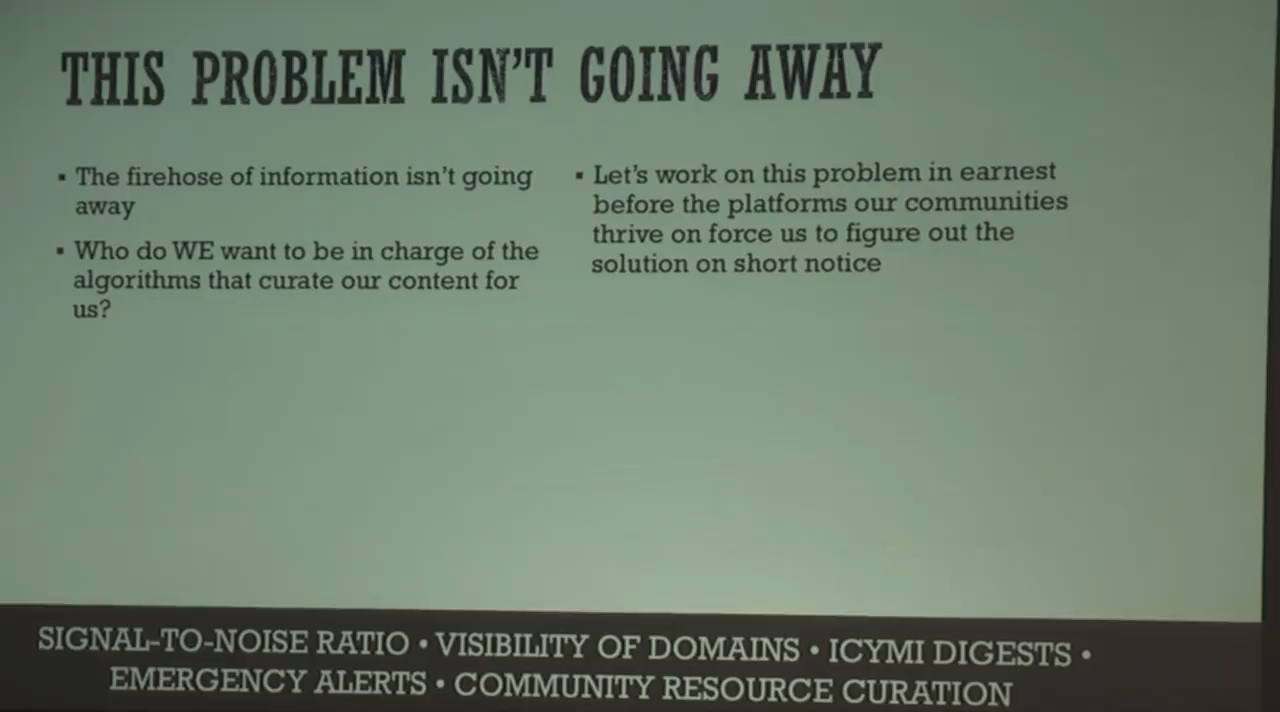 THIS PROBLEM ISN'T GOING AWAY
▪ The firehose of information isn't going
away
▪ Who do WE want to be in charge of the
algorithms that curate our content for
us?
▪ Let's work on this problem in earnest
before the platforms our communities
thrive on force us to figure out the
solution on short notice
SIGNAL-TO-NOISE RATIO • VISIBILITY OF DOMAINS • ICYMI DIGESTS •
EMERGENCY ALERTS • COMMUNITY RESOURCE CURATION